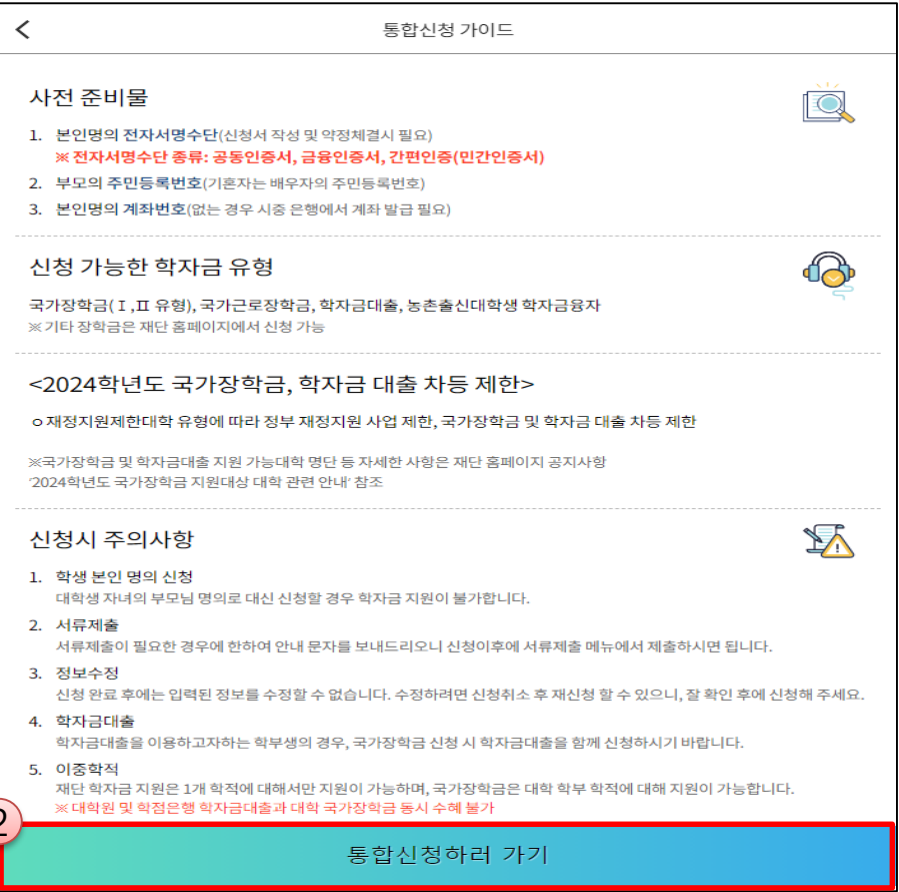 통합신청 가이드
사전 준비물
1. 본인명의 전자서명수단(신청서 작성 및 약정체결시 필요)
※ 전자서명수단 종류: 공동인증서, 금융인증서, 간편인증(민간인증서)
2. 부모의 주민등록번호(기혼자는 배우자의 주민등록번호)
3. 본인명의 계좌번호(없는 경우 시중 은행에서 계좌 발급 필요)
신청 가능한 학자금 유형
국가장학금(Ⅰ,Ⅱ 유형), 국가근로장학금, 학자금대출, 농촌출신대학생 학자금융자
※ 기타 장학금은 재단 홈페이지에서 신청 가능
<2024학년도 국가장학금, 학자금 대출 차등 제한>
ㅇ 재정지원제한대학 유형에 따라 정부 재정지원 사업 제한, 국가장학금 및 학자금 대출 차등 제한
※국가장학금 및 학자금대출 지원 가능대학 명단 등 자세한 사항은 재단 홈페이지 공지사항
'2024학년도 국가장학금 지원대상 대학 관련 안내' 참조
신청시 주의사항
1. 학생 본인 명의 신청
대학생 자녀의 부모님 명의로 대신 신청할 경우 학자금 지원이 불가합니다.
2. 서류제출
서류제출이 필요한 경우에 한하여 안내 문자를 보내드리오니 신청이후에 서류제출 메뉴에서 제출하시면 됩니다.
3. 정보수정
신청 완료 후에는 입력된 정보를 수정할 수 없습니다. 수정하려면 신청취소 후 재신청 할 수 있으니, 잘 확인 후에 신청해 주세요.
4. 학자금대출
학자금대출을 이용하고자하는 학부생의 경우, 국가장학금 신청 시 학자금대출을 함께 신청하시기 바랍니다.
5. 이중학적
재단 학자금 지원은 1개 학적에 대해서만 지원이 가능하며, 국가장학금은 대학 학부 학적에 대해 지원이 가능합니다.
※ 대학원 및 학점은행 학자금대출과 대학 국가장학금 동시 수혜 불가
2
통합신청하러 가기